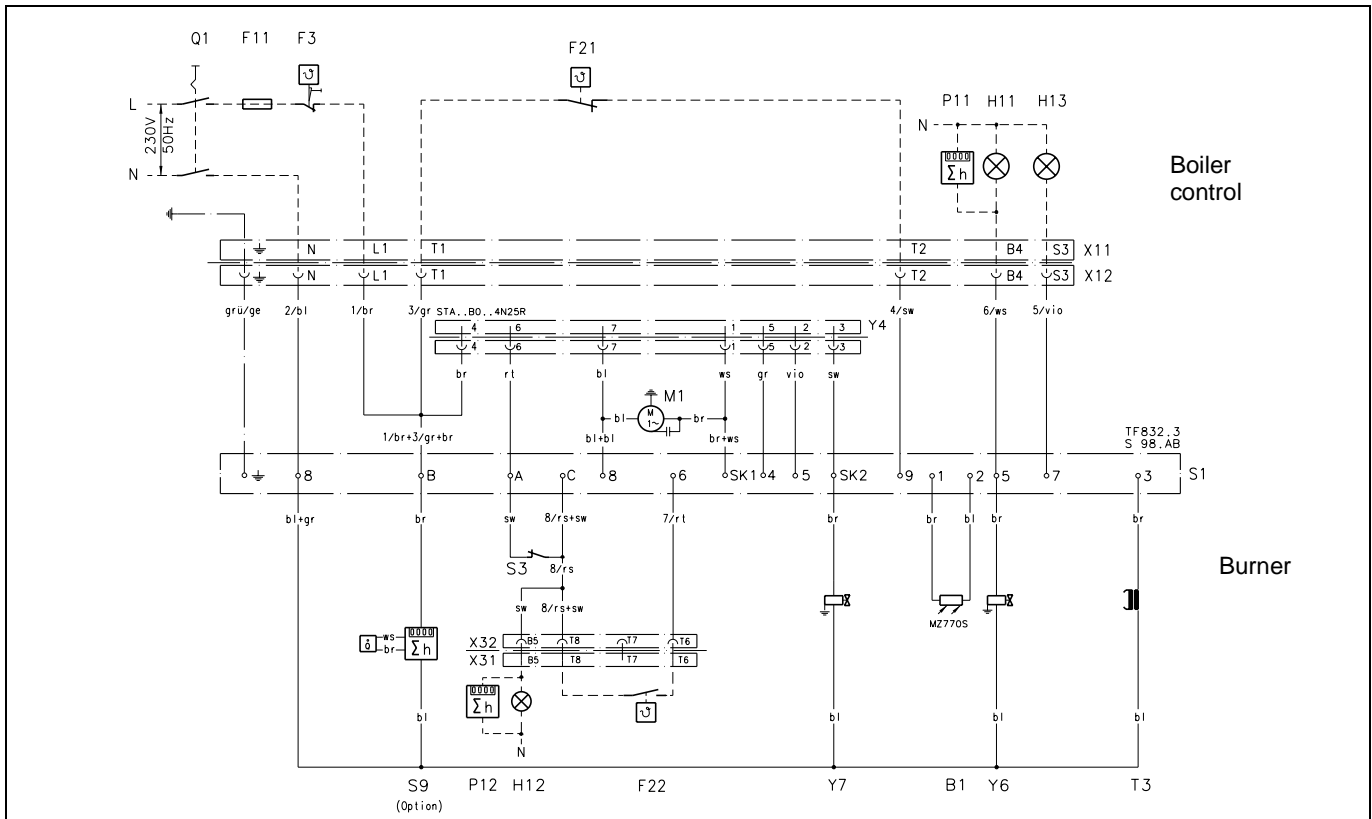 Q1 F11 F3 F21
P11 H11 H13
L
230V
50Hz
N
N
Boiler
control
N L1 T1 T2 B4 S3 X11
N L1 T1 T2 B4 S3 X12
grü/ge 2/bl 1/br 3/gr STA..BO..4N25R 4/sw 6/ws 5/vio
4 6 7 1 5 2 3 Y4
4 6 7 1 5 2 3
br rt bl ws gr vio sw
M1
bl M 1~ br
1/br+3/gr+br bl+bl br+ws
TF832.3
S 98.AB
8 B A C 8 6 SK1 4 5 SK2 9 1 2 5 7 3 S1
bl+gr br sw 8/rs+sw 7/rt br br bl br br
S3 8/rs
Burner
sw 8/rs+sw
MZ770S
ws 0000
br Σh
X32 B5 T8 T7 T6
X31 B5 T8 T7 T6
0000
Σh
0000
Σh
ϑ
ϑ
ϑ
bl bl bl bl
N
S9 P12 H12 F22 Y7 B1 Y6 T3
(Option)